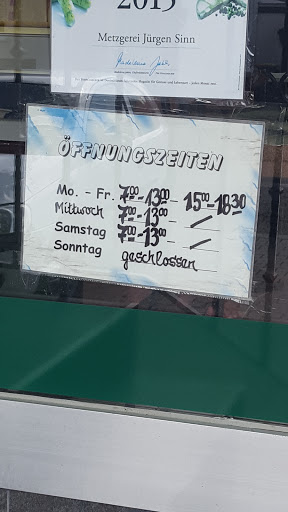 2015
Metzgerei Jürgen Sinn
ÖFFNUNGSZEITEN
Mo. - Fr. 7⁰⁰-13⁰⁰- 15⁰⁰-18³⁰
Mittwoch 7⁰⁰-13⁰⁰- /
Samstag 7⁰⁰-13⁰⁰- /
Sonntag geschlossen